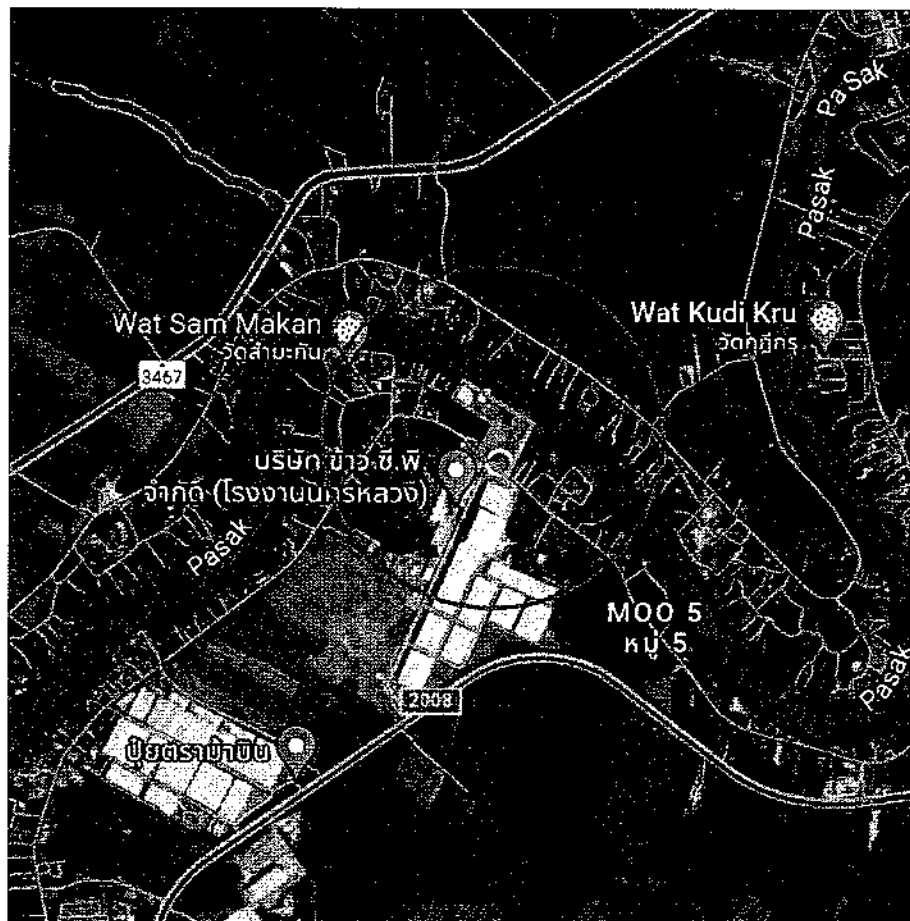 Pa Sak
Pasak
Wat Sam Makan
วัดสำมะกัน
Wat Kudi Kru
วัดกุฎีกรุ
3467
บริษัท ข้าว ซี.พี.
จำกัด (โรงงานนครหลวง)
Pasak
MOO 5
หมู่ 5
Pasak
2008
ปุ๋ยตราม้าบิน